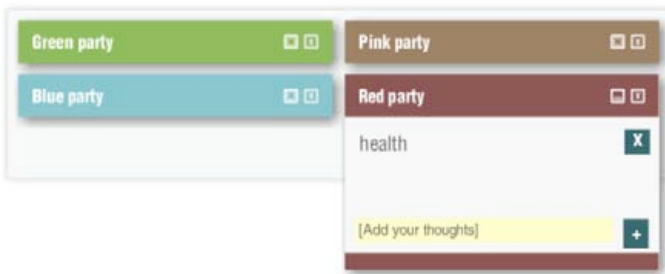 Green party
Pink party
Blue party
Red party
health
X
[Add your thoughts]
+